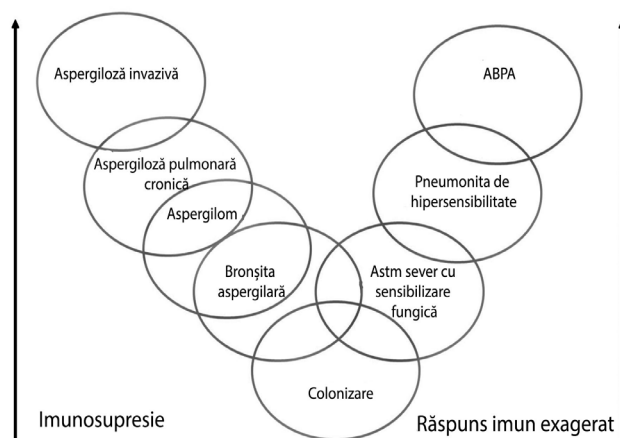 Aspergiloză invazivă
ABPA
Aspergiloză pulmonară
cronică
Pneumonita de
hipersensibilitate
Aspergilom
Bronșita
aspergilară
Astm sever cu
sensibilizare
fungică
Colonizare
Imunosupresie
Răspuns imun exagerat